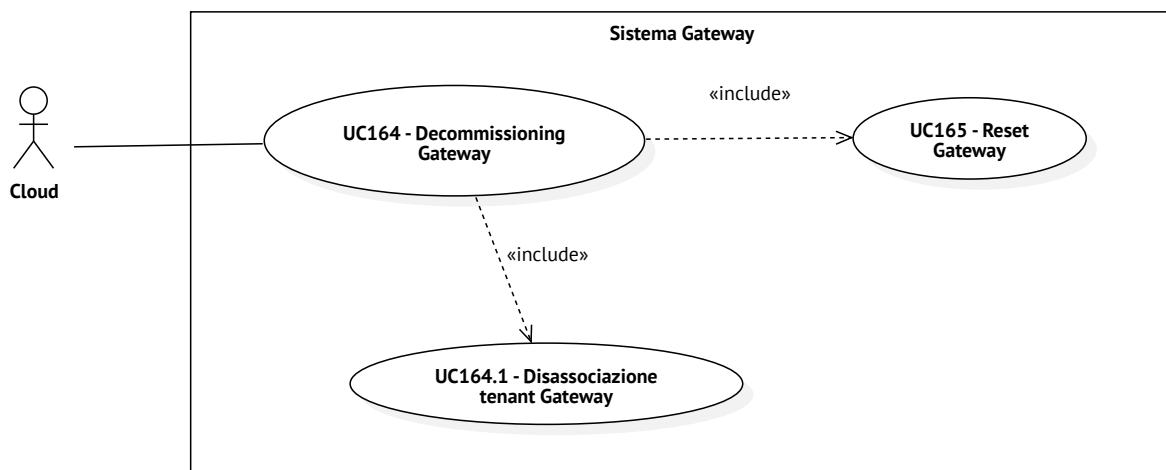 Sistema Gateway
«include»
UC164 - Decommissioning
Gateway
UC165 - Reset
Gateway
Cloud
«include»
UC164.1 - Disassociazione
tenant Gateway